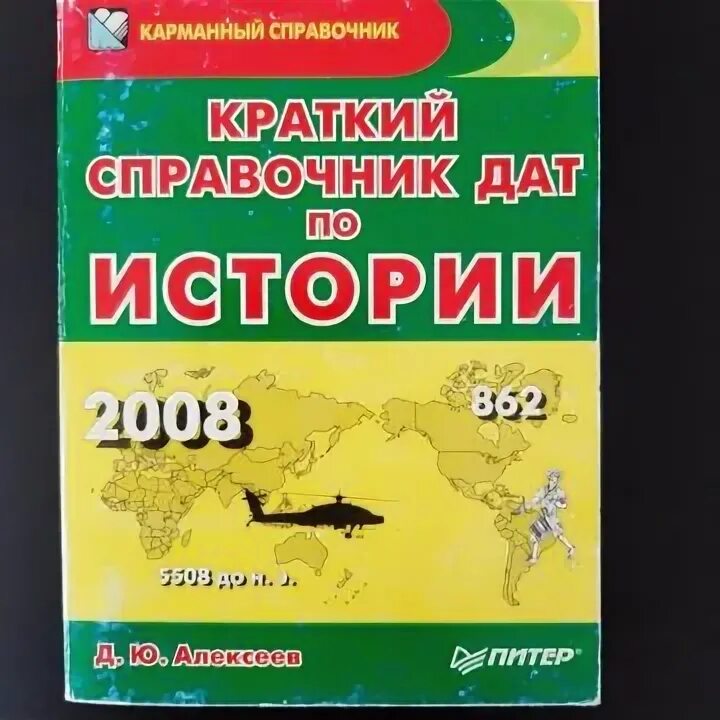 КАРМАННЫЙ СПРАВОЧНИК
КРАТКИЙ
СПРАВОЧНИК ДАТ
ПО
ИСТОРИИ
2008
862
5508 до н. э.
Д. Ю. Алексеев
ПИТЕР